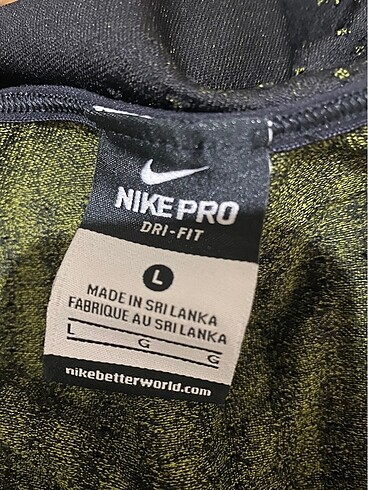 NIKE PRO
DRI-FIT
L
MADE IN SRI LANKA
FABRIQUE AU SRI LANKA
L G G
nikebetterworld.com